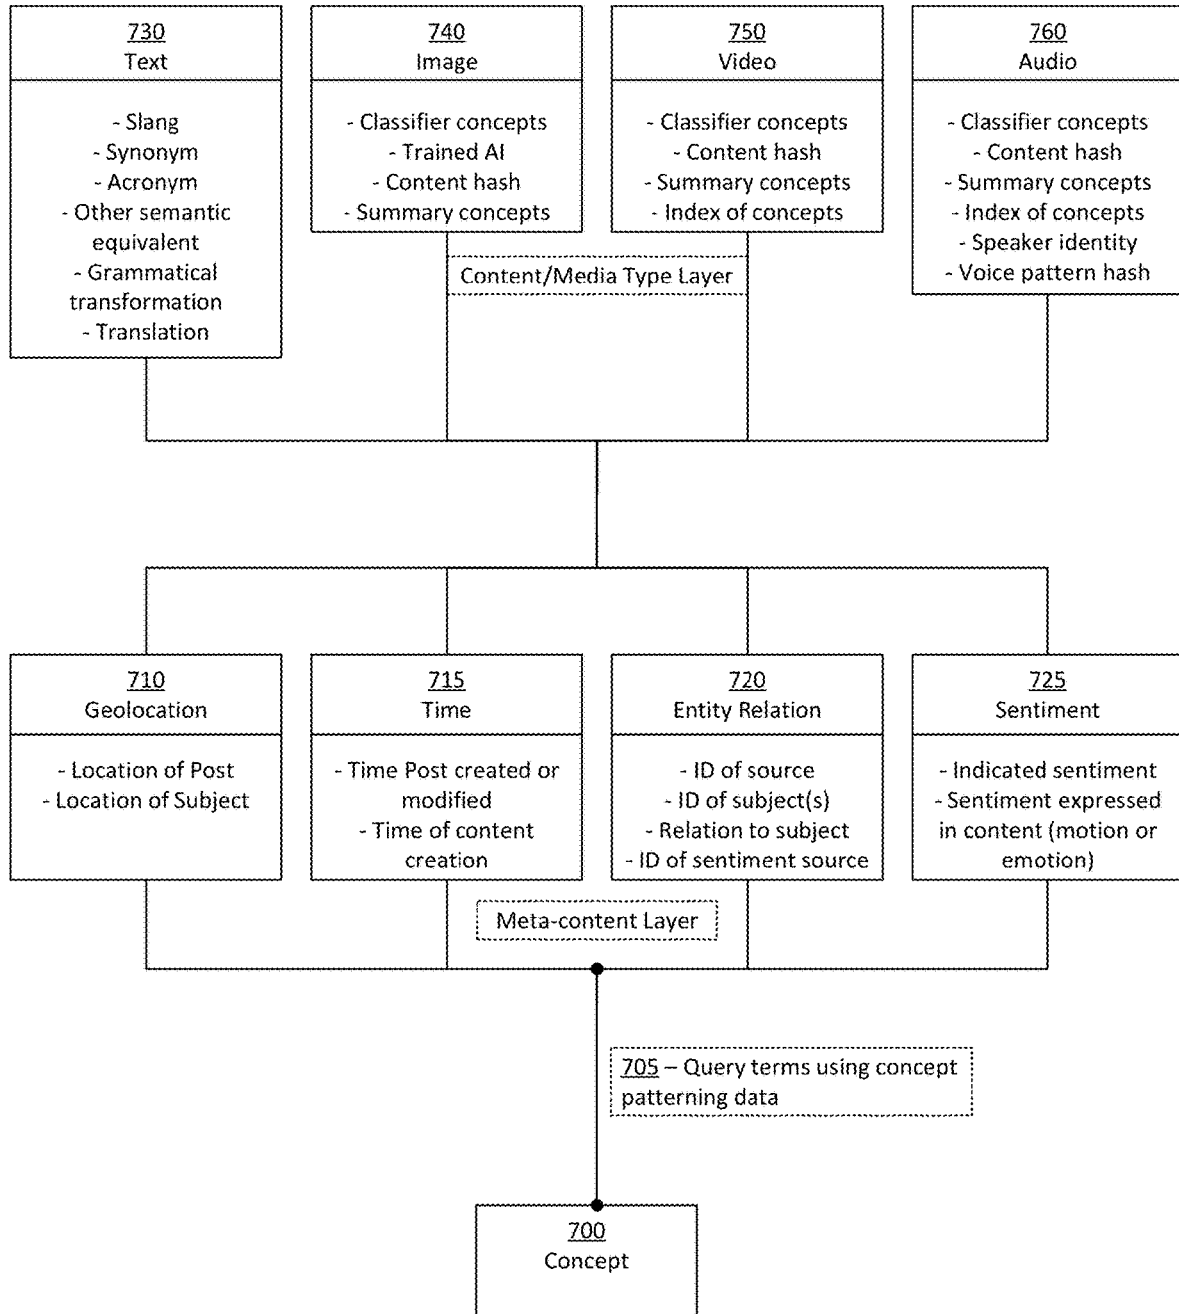 730
Text
- Slang
- Synonym
- Acronym
- Other semantic
equivalent
- Grammatical
transformation
- Translation
740
Image
- Classifier concepts
- Trained AI
- Content hash
- Summary concepts
750
Video
- Classifier concepts
- Content hash
- Summary concepts
- Index of concepts
760
Audio
- Classifier concepts
- Content hash
- Summary concepts
- Index of concepts
- Speaker identity
- Voice pattern hash
Content/Media Type Layer
710
Geolocation
- Location of Post
- Location of Subject
715
Time
- Time Post created or
modified
- Time of content
creation
720
Entity Relation
- ID of source
- ID of subject(s)
- Relation to subject
- ID of sentiment source
725
Sentiment
- Indicated sentiment
- Sentiment expressed
in content (motion or
emotion)
Meta-content Layer
705 – Query terms using concept
patterning data
700
Concept